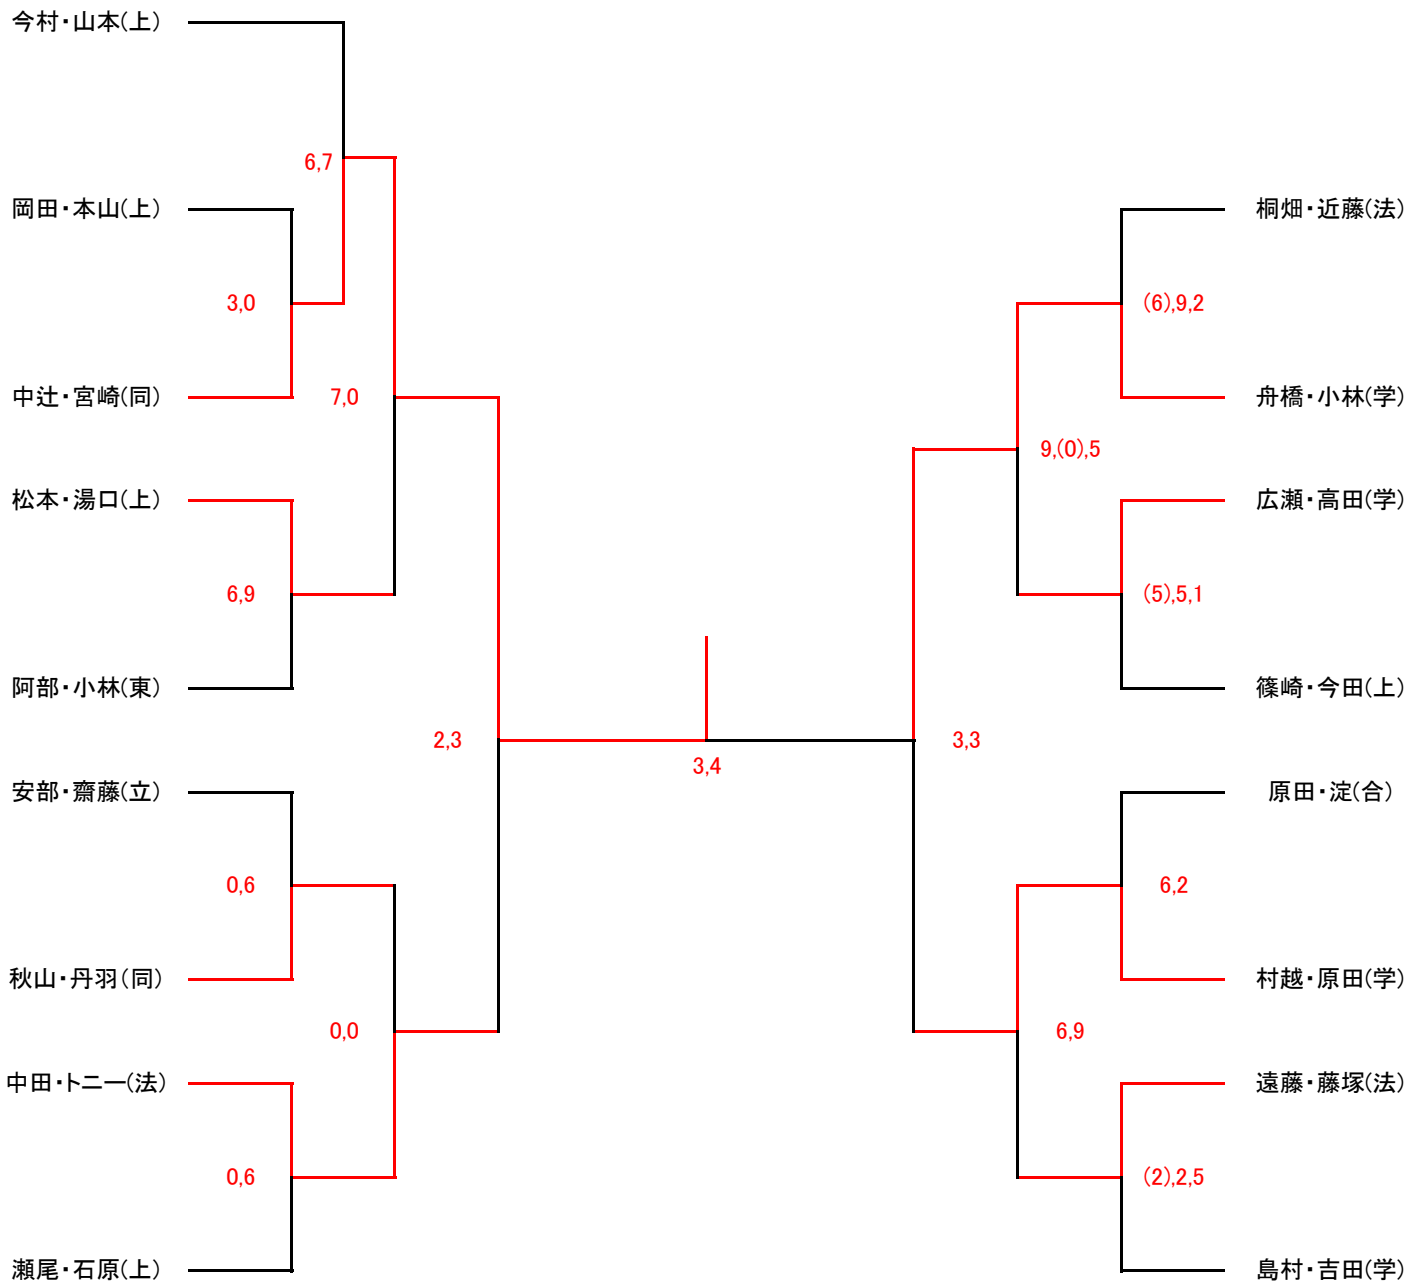 今村・山本(上)
6,7
岡田・本山(上)
3,0
中辻・宮崎(同)
7,0
松本・湯口(上)
6,9
阿部・小林(東)
2,3
安部・齋藤(立)
0,6
秋山・丹羽(同)
0,0
中田・トニー(法)
0,6
瀬尾・石原(上)
3,4
桐畑・近藤(法)
(6),9,2
舟橋・小林(学)
9,(0),5
広瀬・高田(学)
(5),5,1
篠崎・今田(上)
3,3
原田・淀(合)
6,2
村越・原田(学)
6,9
遠藤・藤塚(法)
(2),2,5
島村・吉田(学)